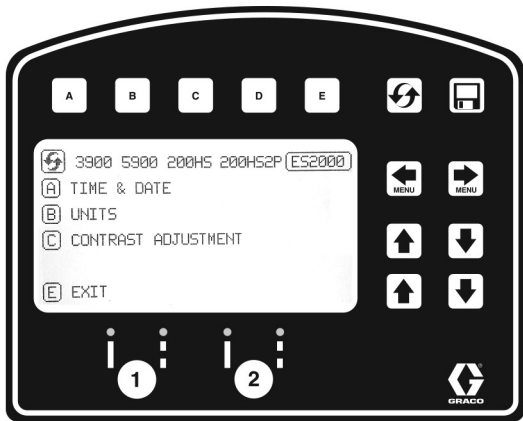 A B C D E
3900 5900 200HS 200HS2P ES2000
A TIME & DATE
B UNITS
C CONTRAST ADJUSTMENT
E EXIT
MENU MENU
1 2
GRACO